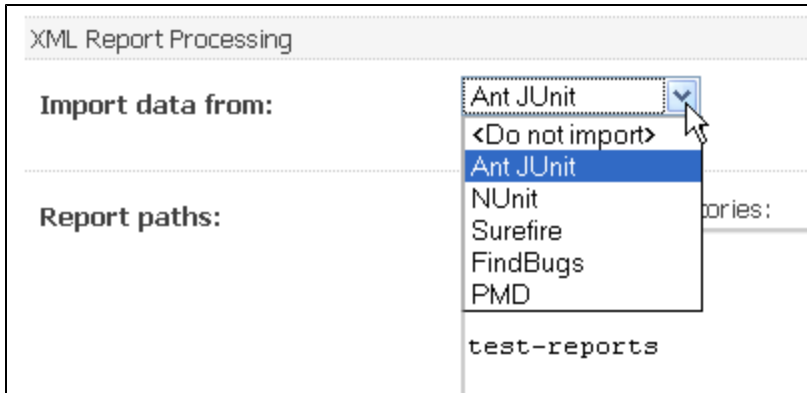 XML Report Processing
Import data from:
Ant JUnit
<Do not import>
Ant JUnit
NUnit
Report paths:
Surefire
FindBugs
PMD
test-reports